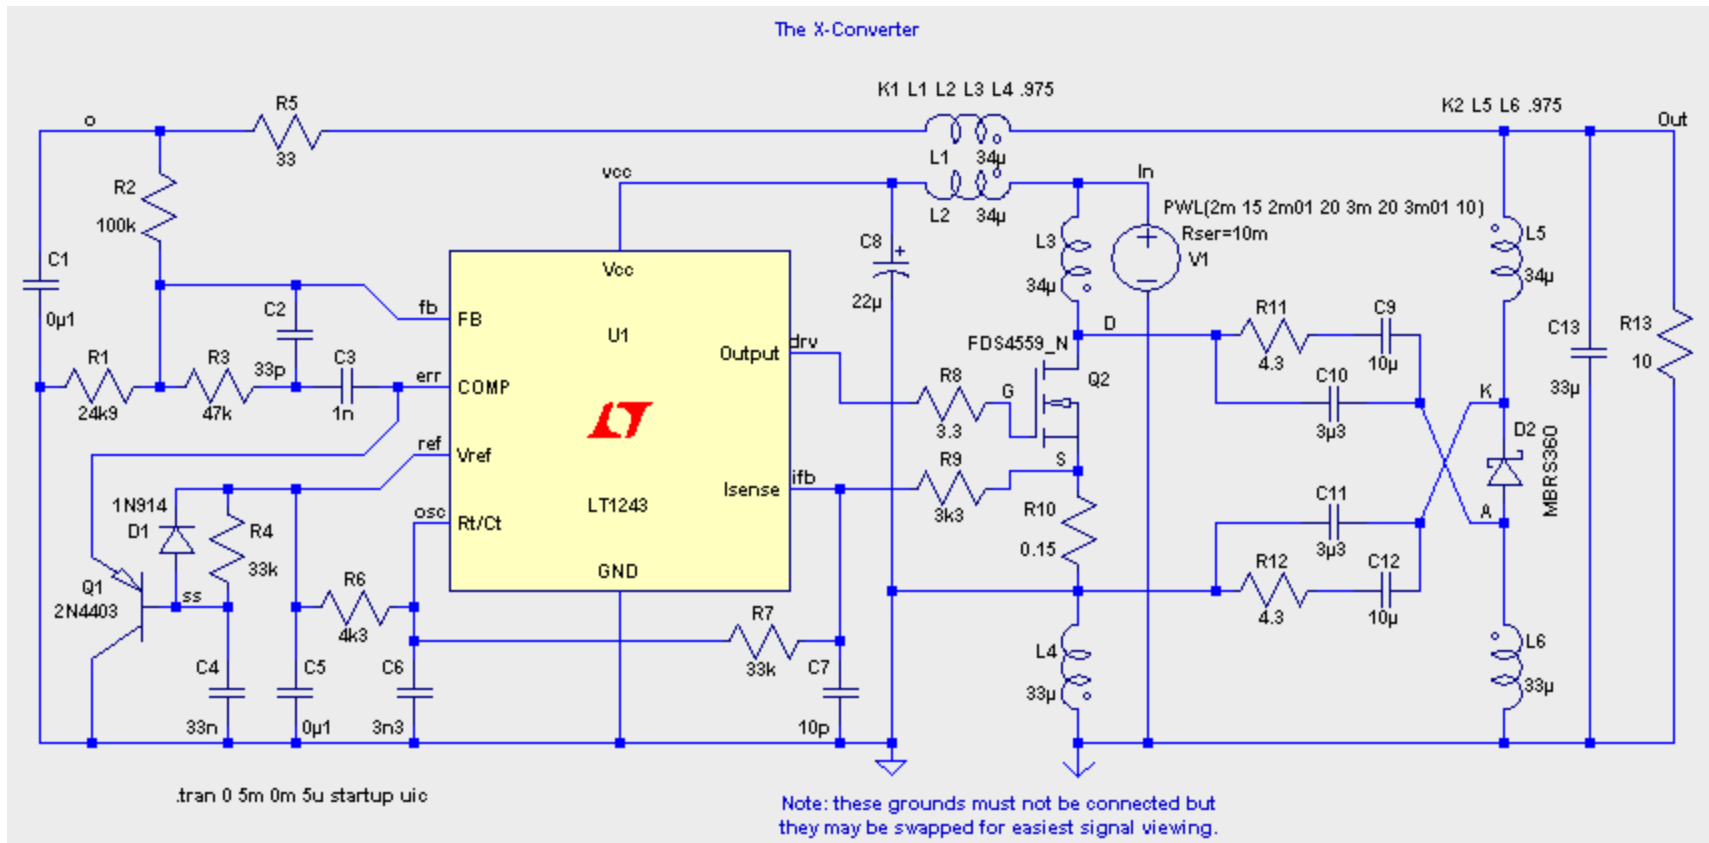 The X-Converter
K1 L1 L2 L3 L4 .975
K2 L5 L6 .975
o
R5
33
L1
34µ
Out
vcc
L2
34µ
In
PWL(2m 15 2m01 20 3m 20 3m01 10)
Rser=10m
V1
R2
100k
C1
0µ1
C8
+
22µ
L3
34µ
L5
34µ
Vcc
U1
fb
FB
C2
33p
C3
1n
R1
24k9
R3
47k
err
COMP
Output
drv
D
FDS4559_N
Q2
R11
4.3
C9
10µ
C10
3µ3
C13
33µ
R13
10
R8
3.3
G
S
K
D2
MBRS360
A
ref
Vref
LT
Isense
ifb
R9
3k3
R10
0.15
1N914
D1
R4
33k
osc
Rt/Ct
LT1243
GND
C11
3µ3
R12
4.3
C12
10µ
Q1
2N4403
ss
R6
4k3
R7
33k
C4
33n
C5
0µ1
C6
3n3
C7
10p
L4
33µ
L6
33µ
.tran 0 5m 0m 5u startup uic
Note: these grounds must not be connected but
they may be swapped for easiest signal viewing.